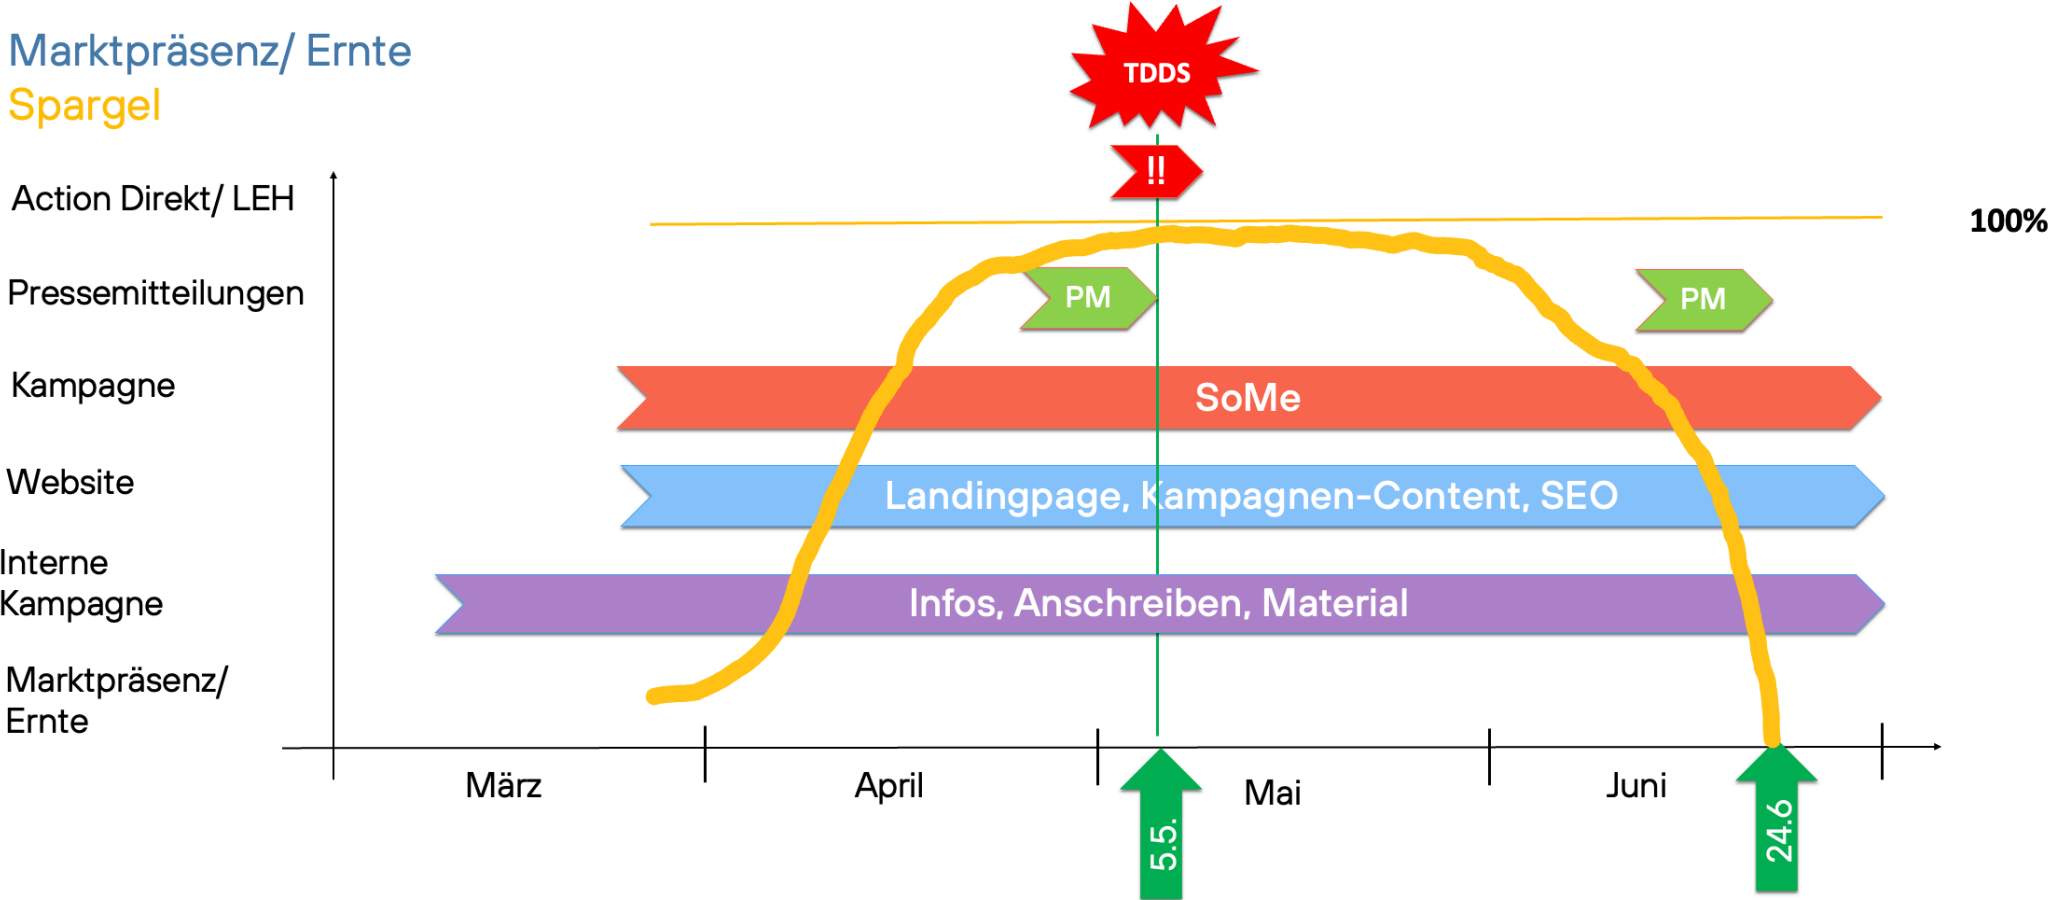 Marktpräsenz/ Ernte
Spargel
TDDS
!!
Action Direkt/ LEH
100%
Pressemitteilungen
PM
PM
Kampagne
SoMe
Website
Landingpage, Kampagnen-Content, SEO
Interne
Kampagne
Infos, Anschreiben, Material
Marktpräsenz/
Ernte
März
April
Mai
Juni
5.5.
24.6